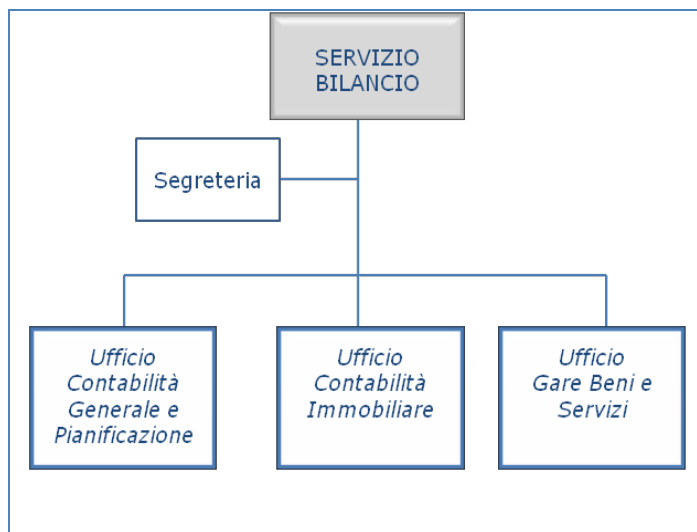 SERVIZIO
BILANCIO
Segreteria
Ufficio
Contabilità
Generale e
Pianificazione
Ufficio
Contabilità
Immobiliare
Ufficio
Gare Beni e
Servizi